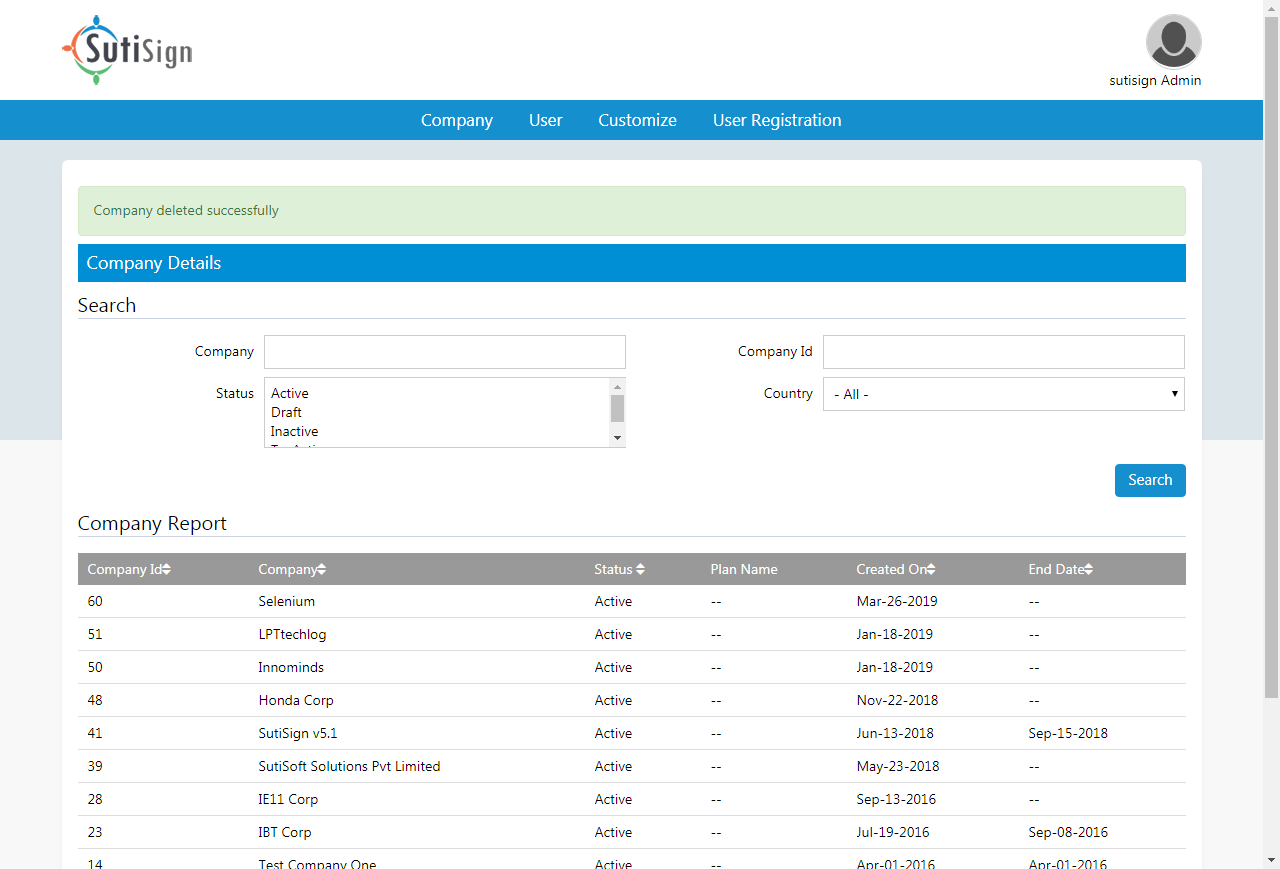 SutiSign
sutisign Admin
Company User Customize User Registration
Company deleted successfully
Company Details
Search
Company
Company Id
Status
Active
Draft
Inactive
Country
- All -
Search
Company Report
Company Id Company Status Plan Name Created On End Date
60 Selenium Active -- Mar-26-2019 --
51 LPTtechlog Active -- Jan-18-2019 --
50 Innominds Active -- Jan-18-2019 --
48 Honda Corp Active -- Nov-22-2018 --
41 SutiSign v5.1 Active -- Jun-13-2018 Sep-15-2018
39 SutiSoft Solutions Pvt Limited Active -- May-23-2018 --
28 IE11 Corp Active -- Sep-13-2016 --
23 IBT Corp Active -- Jul-19-2016 Sep-08-2016
14 Test Company One Active -- Apr-01-2016 Apr-01-2016